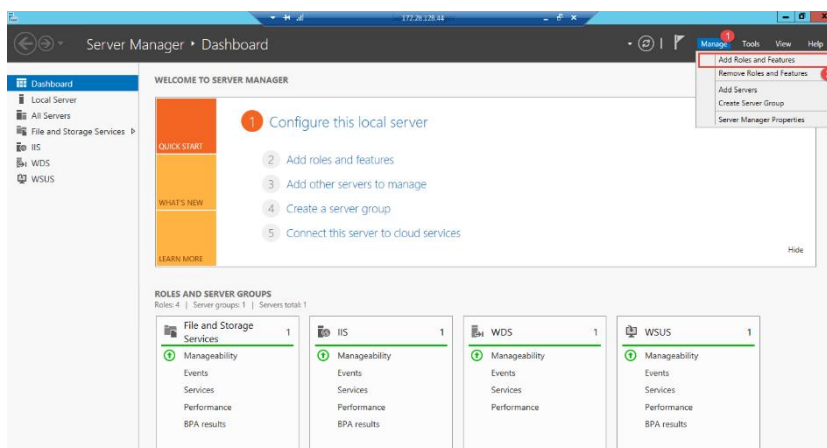 172.28.128.44
Server Manager ‣ Dashboard
1
Manage Tools View Help
Add Roles and Features
Remove Roles and Features
Add Servers
Create Server Group
Server Manager Properties
Dashboard
Local Server
All Servers
File and Storage Services
IIS
WDS
WSUS
WELCOME TO SERVER MANAGER
QUICK START
WHAT'S NEW
LEARN MORE
1 Configure this local server
2 Add roles and features
3 Add other servers to manage
4 Create a server group
5 Connect this server to cloud services
Hide
ROLES AND SERVER GROUPS
Roles: 4 | Server groups: 1 | Servers total: 1
File and Storage
Services 1
Manageability
Events
Services
Performance
BPA results
IIS 1
Manageability
Events
Services
Performance
BPA results
WDS 1
Manageability
Events
Services
Performance
BPA results
WSUS 1
Manageability
Events
Services
Performance
BPA results